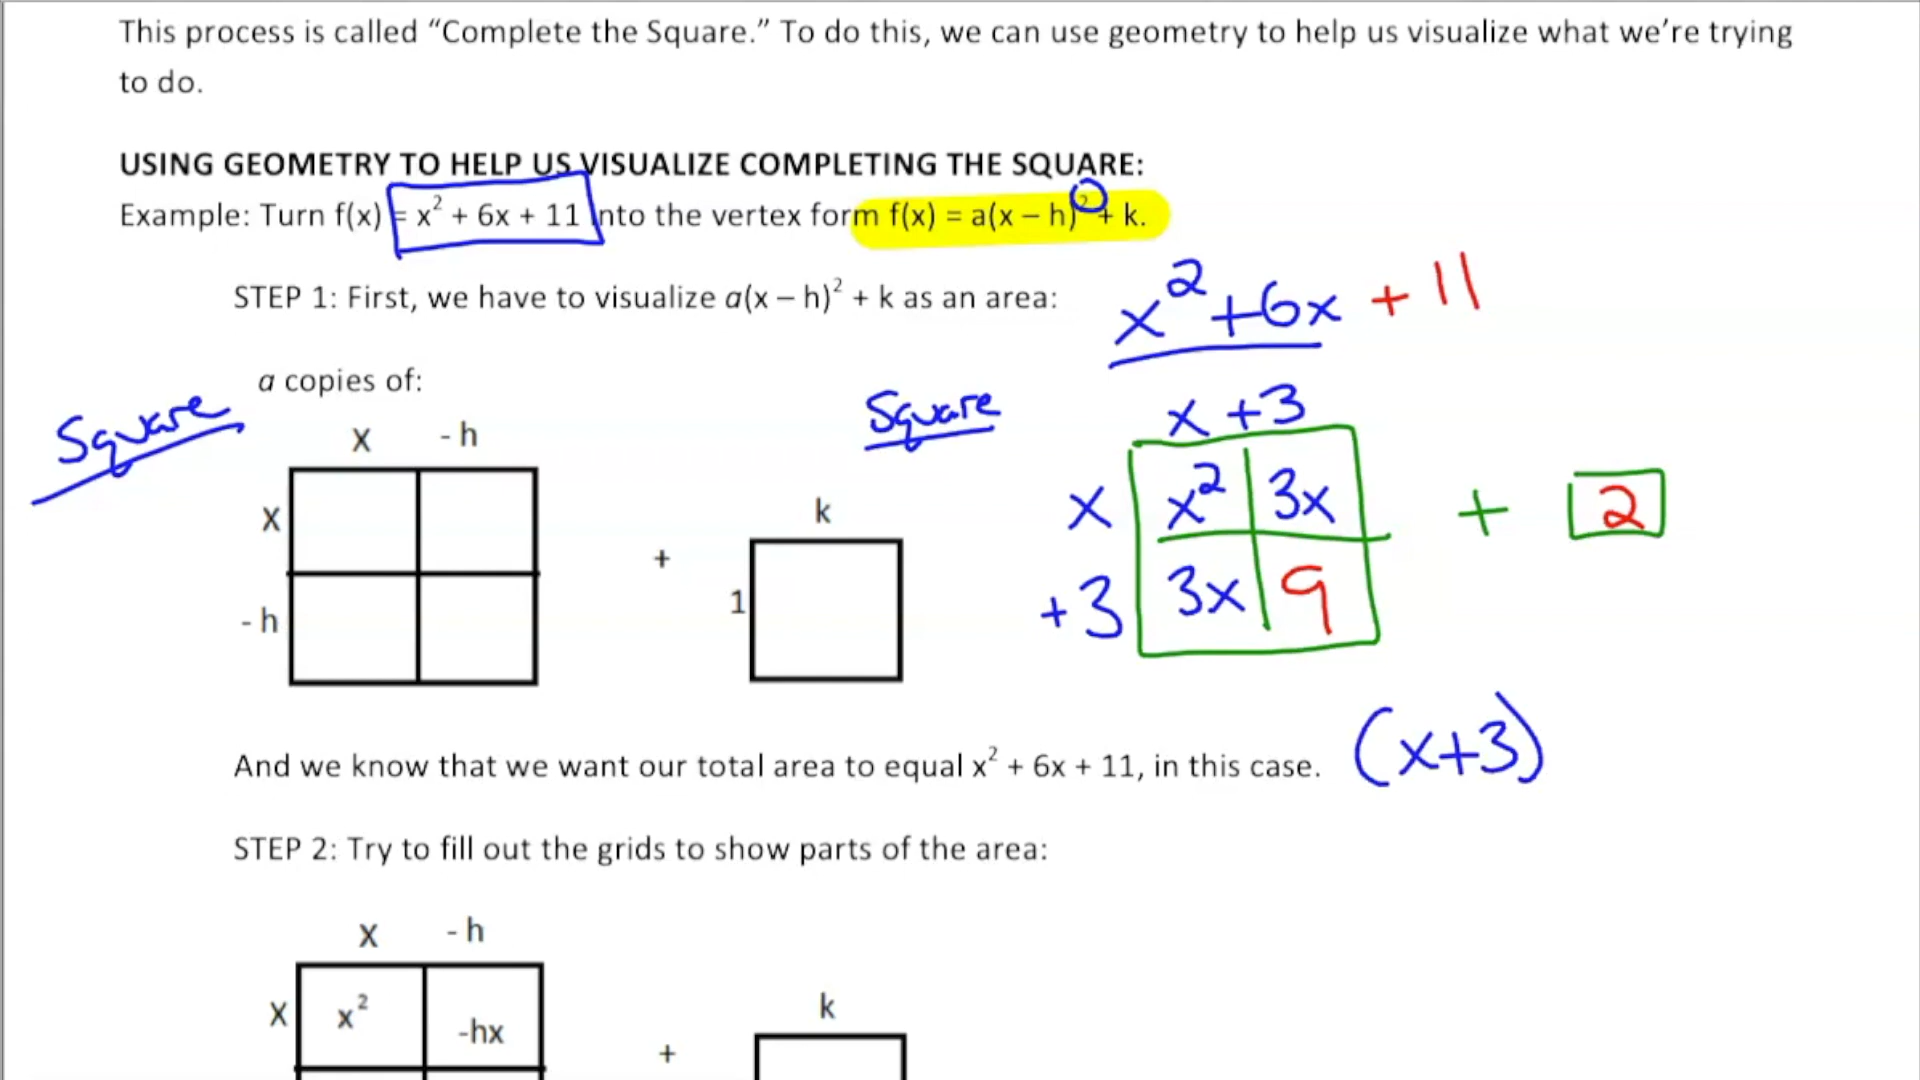 This process is called “Complete the Square.” To do this, we can use geometry to help us visualize what we’re trying
to do.
USING GEOMETRY TO HELP US VISUALIZE COMPLETING THE SQUARE:
Example: Turn f(x) = x² + 6x + 11 into the vertex form f(x) = a(x – h)² + k.
STEP 1: First, we have to visualize a(x – h)² + k as an area:
x² + 6x + 11
a copies of:
Square
X - h
X
- h
+
k
1
Square
x + 3
x x² 3x
+3 3x 9
+ 2
And we know that we want our total area to equal x² + 6x + 11, in this case.
(x+3)
STEP 2: Try to fill out the grids to show parts of the area:
X - h
X x² -hx
+
k